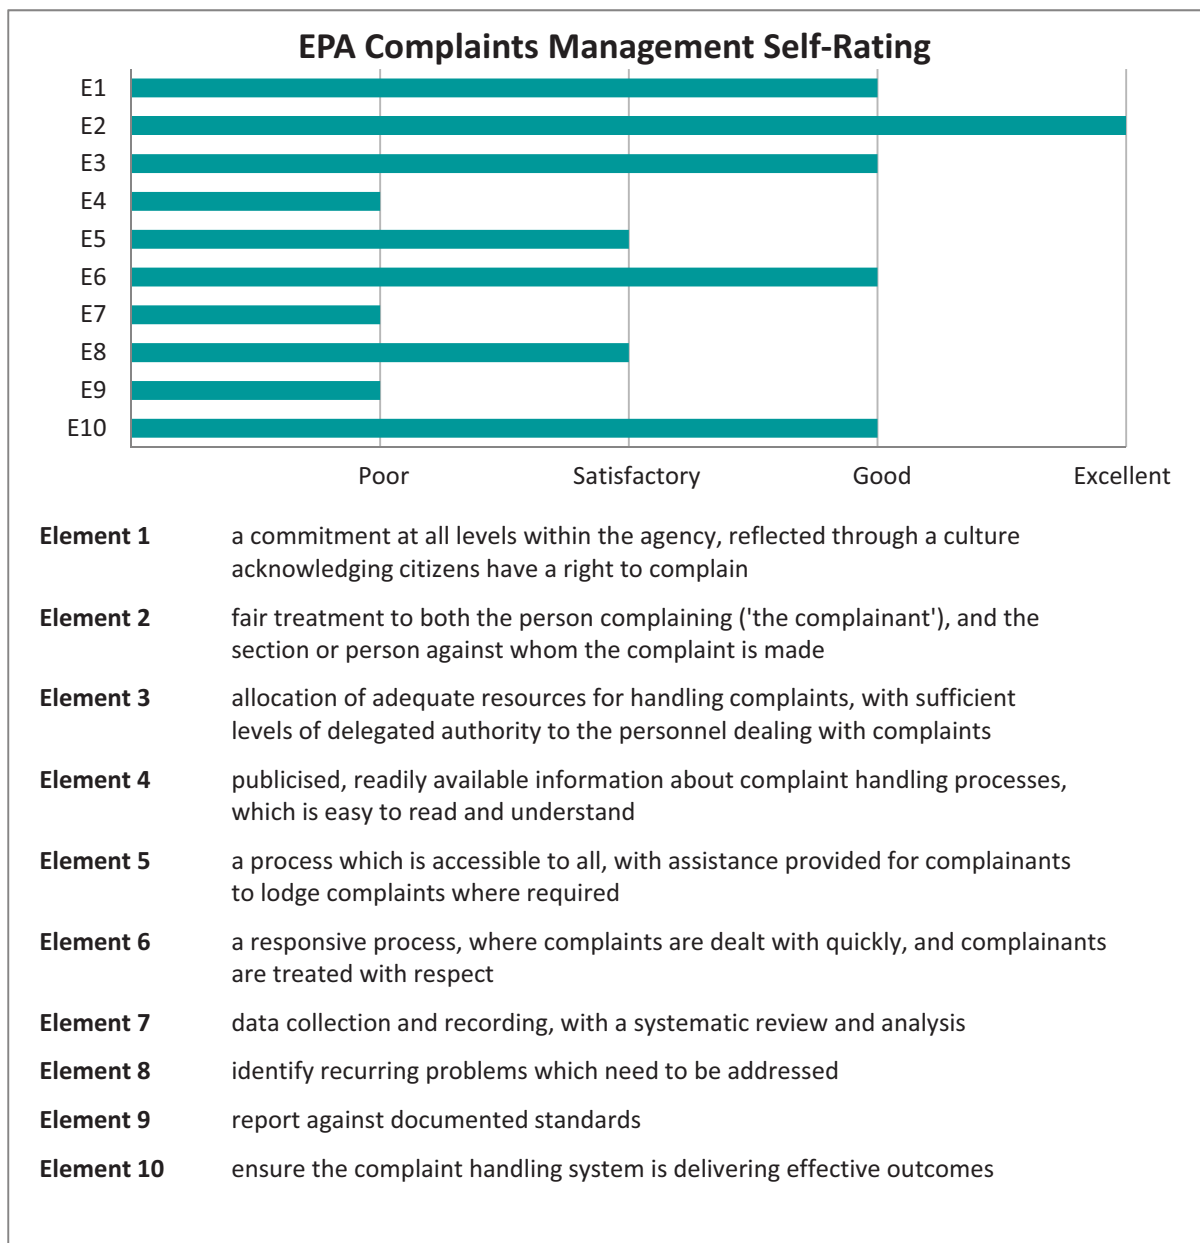 EPA Complaints Management Self-Rating
E1
E2
E3
E4
E5
E6
E7
E8
E9
E10
Poor Satisfactory Good Excellent
Element 1 a commitment at all levels within the agency, reflected through a culture
acknowledging citizens have a right to complain
Element 2 fair treatment to both the person complaining ('the complainant'), and the
section or person against whom the complaint is made
Element 3 allocation of adequate resources for handling complaints, with sufficient
levels of delegated authority to the personnel dealing with complaints
Element 4 publicised, readily available information about complaint handling processes,
which is easy to read and understand
Element 5 a process which is accessible to all, with assistance provided for complainants
to lodge complaints where required
Element 6 a responsive process, where complaints are dealt with quickly, and complainants
are treated with respect
Element 7 data collection and recording, with a systematic review and analysis
Element 8 identify recurring problems which need to be addressed
Element 9 report against documented standards
Element 10 ensure the complaint handling system is delivering effective outcomes